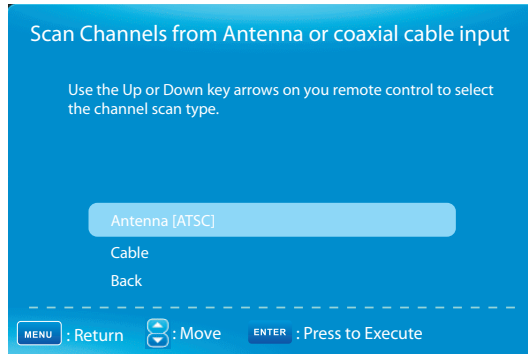 Scan Channels from Antenna or coaxial cable input
Use the Up or Down key arrows on you remote control to select
the channel scan type.
Antenna [ATSC]
Cable
Back
MENU : Return : Move ENTER : Press to Execute